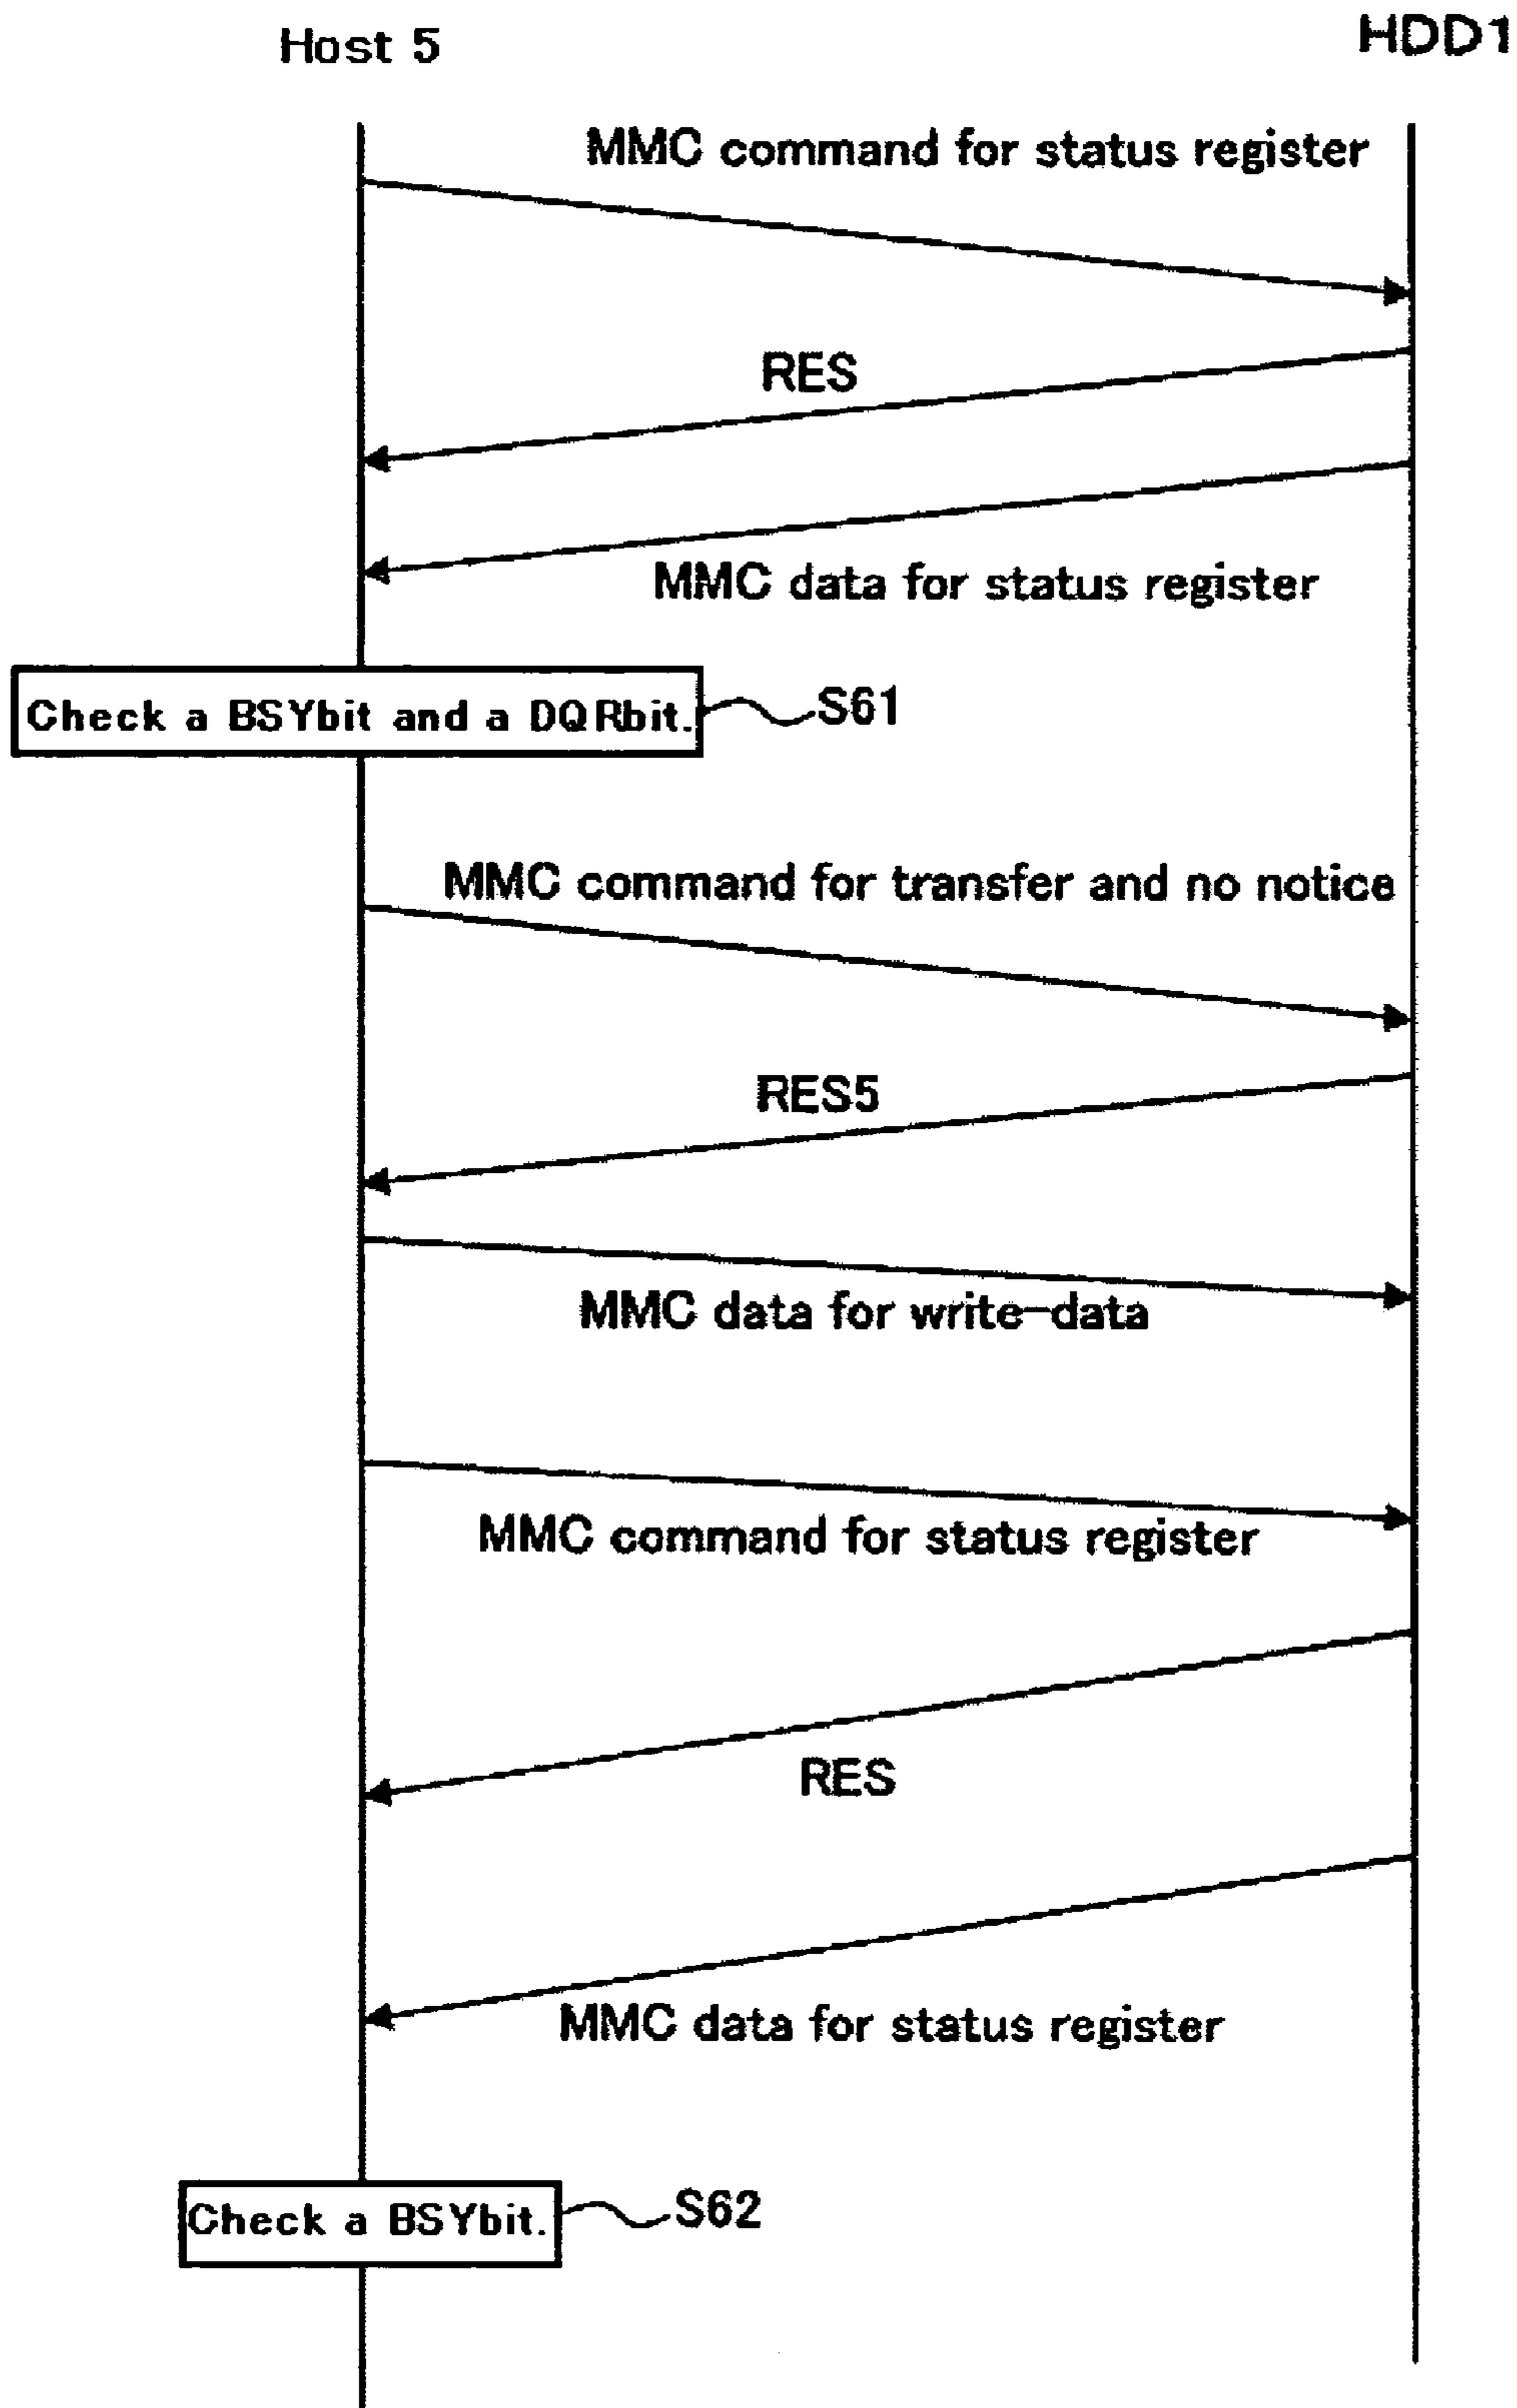 Host 5
HDD1
MMC command for status register
RES
MMC data for status register
Check a BSYbit and a DQRbit.
S61
MMC command for transfer and no notice
RES5
MMC data for write-data
MMC command for status register
RES
MMC data for status register
Check a BSYbit.
S62